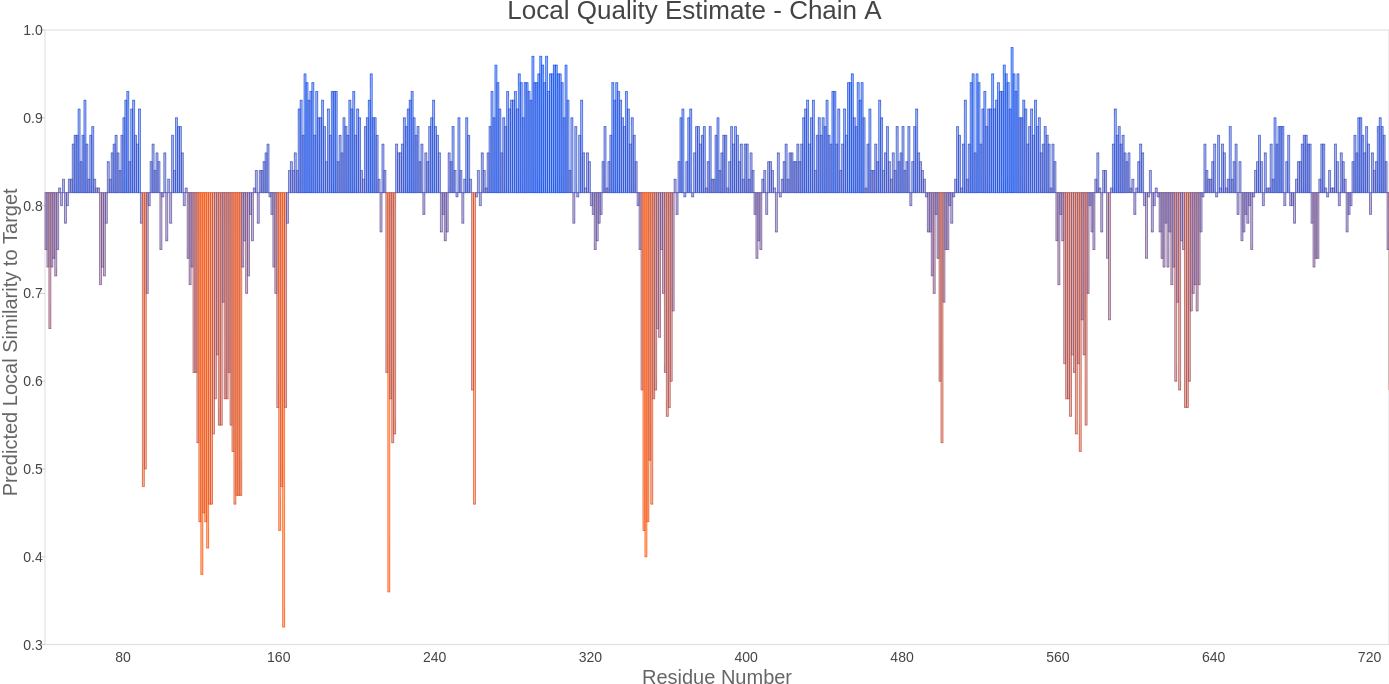 Local Quality Estimate - Chain A
Predicted Local Similarity to Target
1.0
0.9
0.8
0.7
0.6
0.5
0.4
0.3
80 160 240 320 400 480 560 640 720
Residue Number